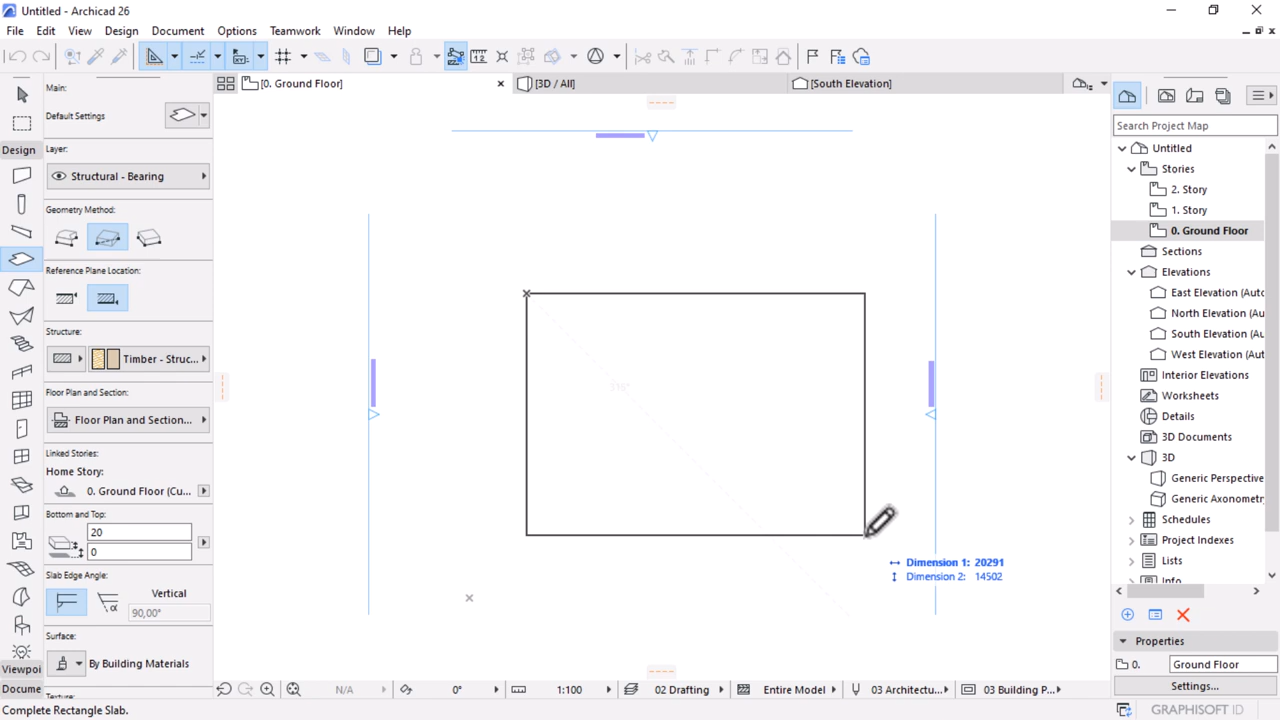 Untitled - Archicad 26
File Edit View Design Document Options Teamwork Window Help
[0. Ground Floor]
[3D / All]
[South Elevation]
Main:
Default Settings
Layer:
Structural - Bearing
Geometry Method:
Reference Plane Location:
Structure:
Timber - Struc...
Floor Plan and Section:
Floor Plan and Section...
Linked Stories:
Home Story:
0. Ground Floor (Cu...
Bottom and Top:
20
0
Slab Edge Angle:
Vertical
90,00°
Surface:
By Building Materials
Design
Viewpoi
Docume
315°
Dimension 1: 20291
Dimension 2: 14502
Search Project Map
Untitled
Stories
2. Story
1. Story
0. Ground Floor
Sections
Elevations
East Elevation (Aut
North Elevation (Au
South Elevation (Au
West Elevation (Aut
Interior Elevations
Worksheets
Details
3D Documents
3D
Generic Perspective
Generic Axonometr
Schedules
Project Indexes
Lists
Info
Properties
0. Ground Floor
Settings...
N/A
0°
1:100
02 Drafting
Entire Model
03 Architectu...
03 Building P...
Complete Rectangle Slab.
GRAPHISOFT ID